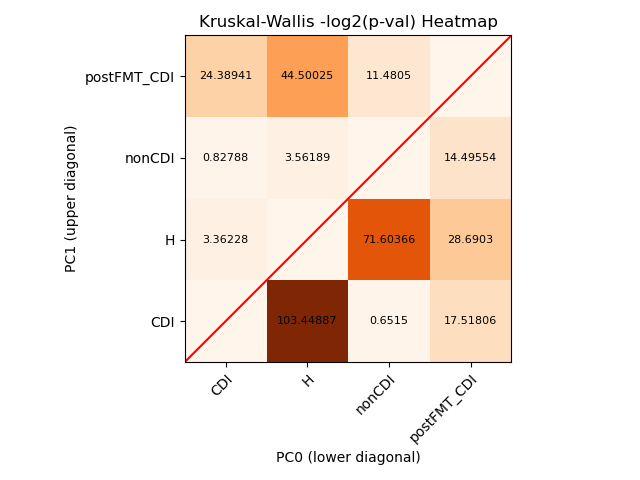 Kruskal-Wallis -log2(p-val) Heatmap
PC1 (upper diagonal)
postFMT_CDI
24.38941
44.50025
11.4805
nonCDI
0.82788
3.56189
14.49554
H
3.36228
71.60366
28.6903
CDI
103.44887
0.6515
17.51806
CDI
H
nonCDI
postFMT_CDI
PC0 (lower diagonal)